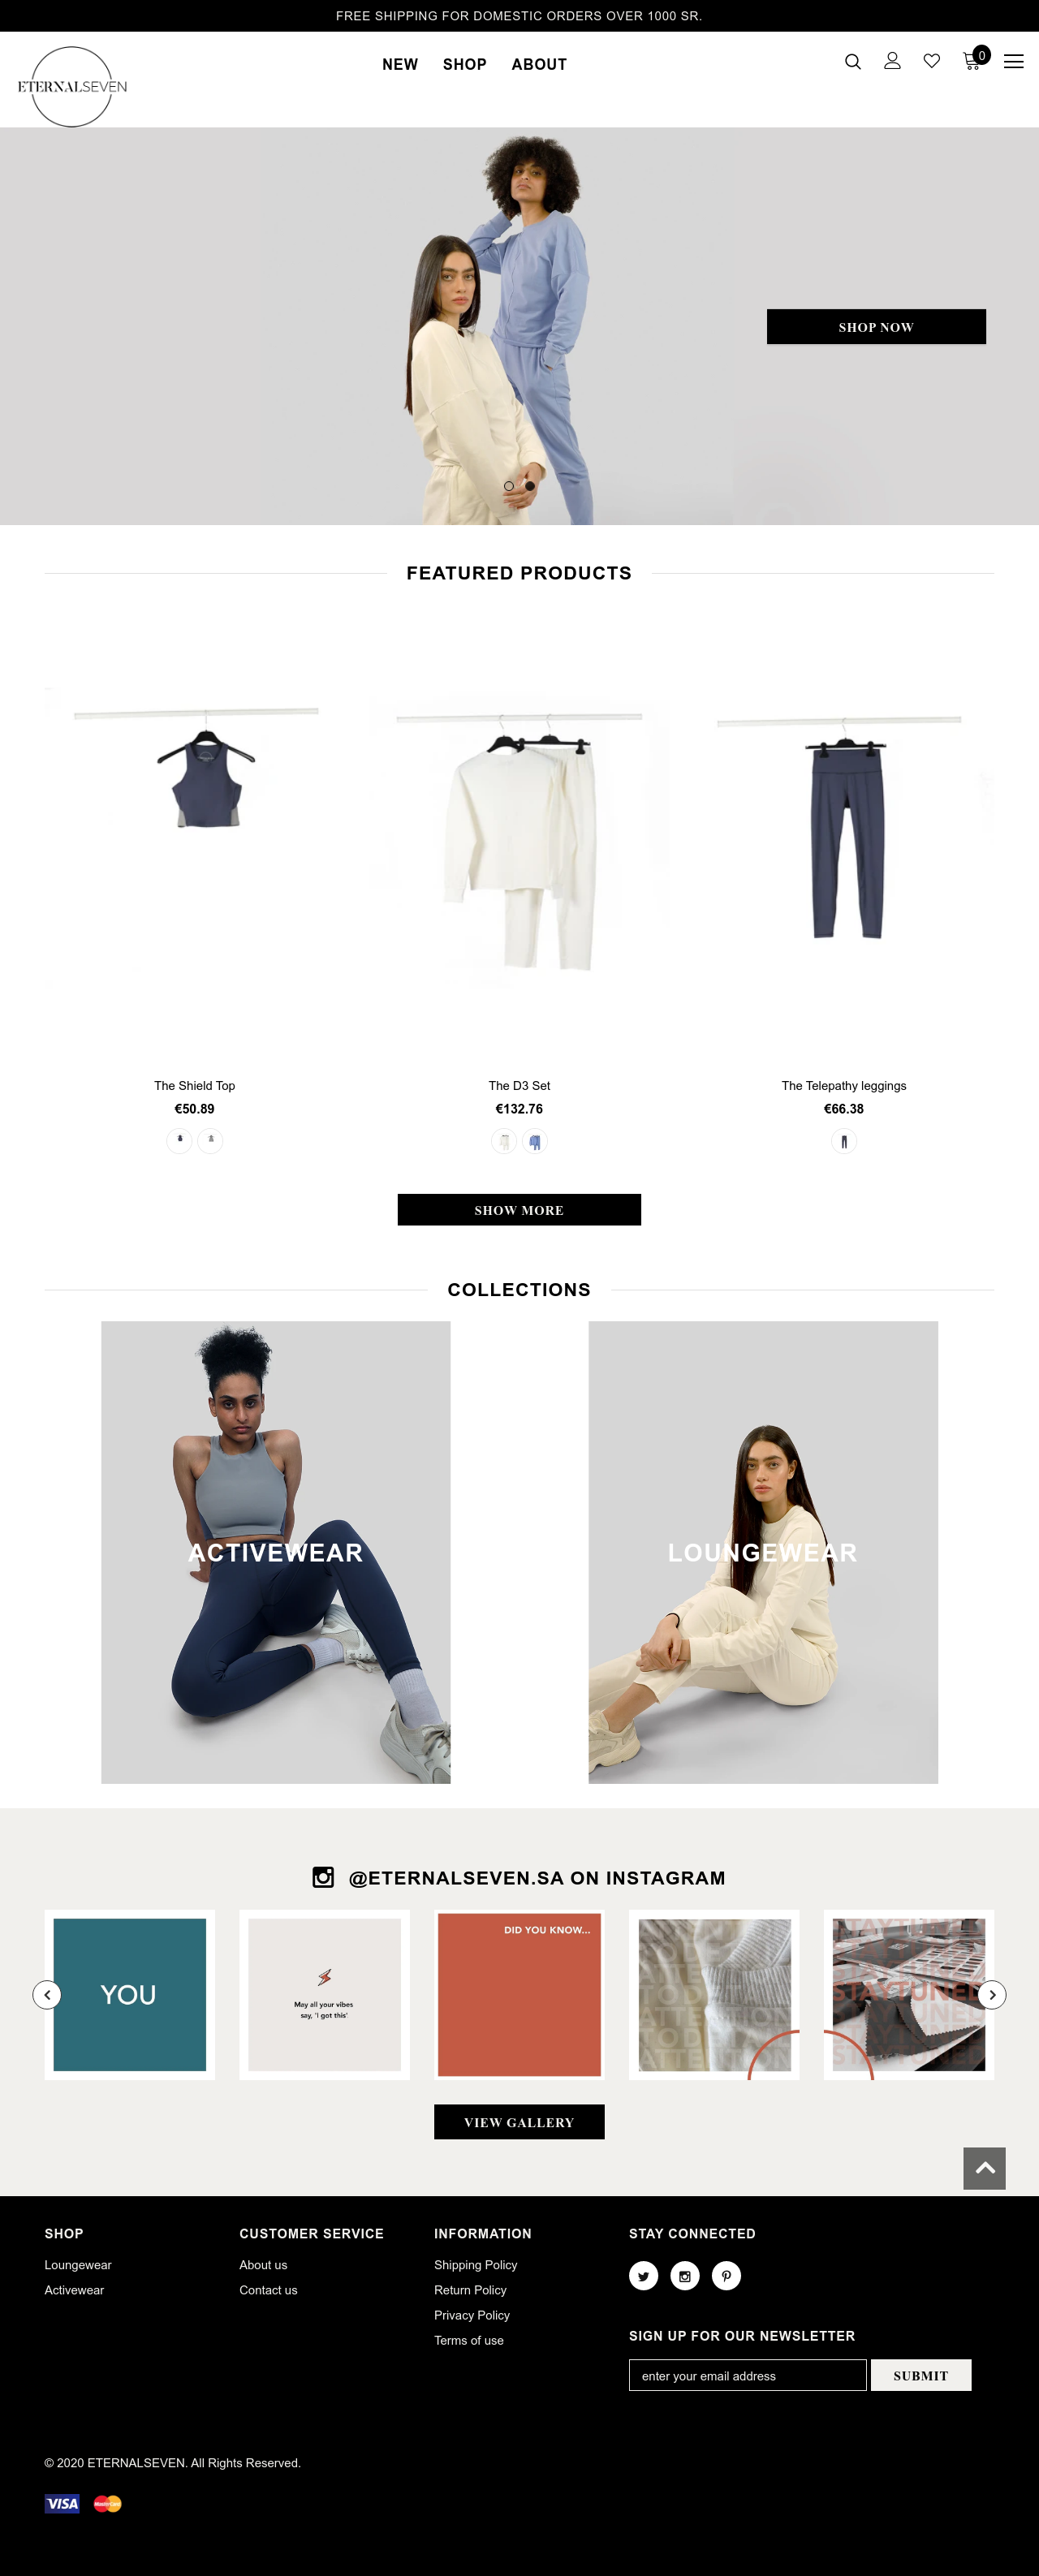 FREE SHIPPING FOR DOMESTIC ORDERS OVER 1000 SR.
ETERNALSEVEN
NEW SHOP ABOUT
0
SHOP NOW
FEATURED PRODUCTS
The Shield Top
€50.89
The D3 Set
€132.76
The Telepathy leggings
€66.38
SHOW MORE
COLLECTIONS
ACTIVEWEAR
LOUNGEWEAR
@ETERNALSEVEN.SA ON INSTAGRAM
YOU
May all your vibes
say, 'I got this'
DID YOU KNOW...
STAYTUNED
VIEW GALLERY
SHOP
Loungewear
Activewear
CUSTOMER SERVICE
About us
Contact us
INFORMATION
Shipping Policy
Return Policy
Privacy Policy
Terms of use
STAY CONNECTED
SIGN UP FOR OUR NEWSLETTER
enter your email address
SUBMIT
© 2020 ETERNALSEVEN. All Rights Reserved.
VISA
MasterCard